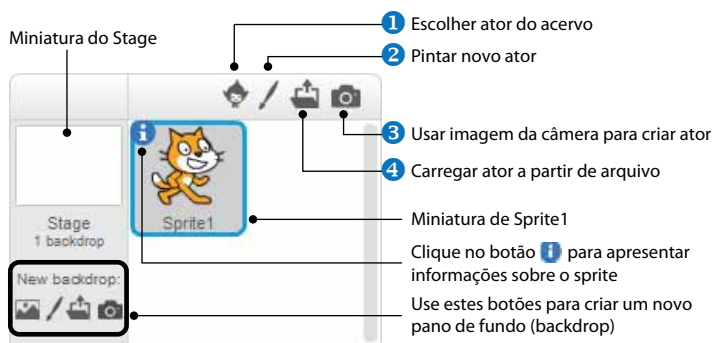 1 Escolher ator do acervo
Miniatura do Stage
2 Pintar novo ator
3 Usar imagem da câmera para criar ator
4 Carregar ator a partir de arquivo
i
Stage
1 backdrop
Sprite1
Miniatura de Sprite1
Clique no botão i para apresentar
informações sobre o sprite
New backdrop:
Use estes botões para criar um novo
pano de fundo (backdrop)